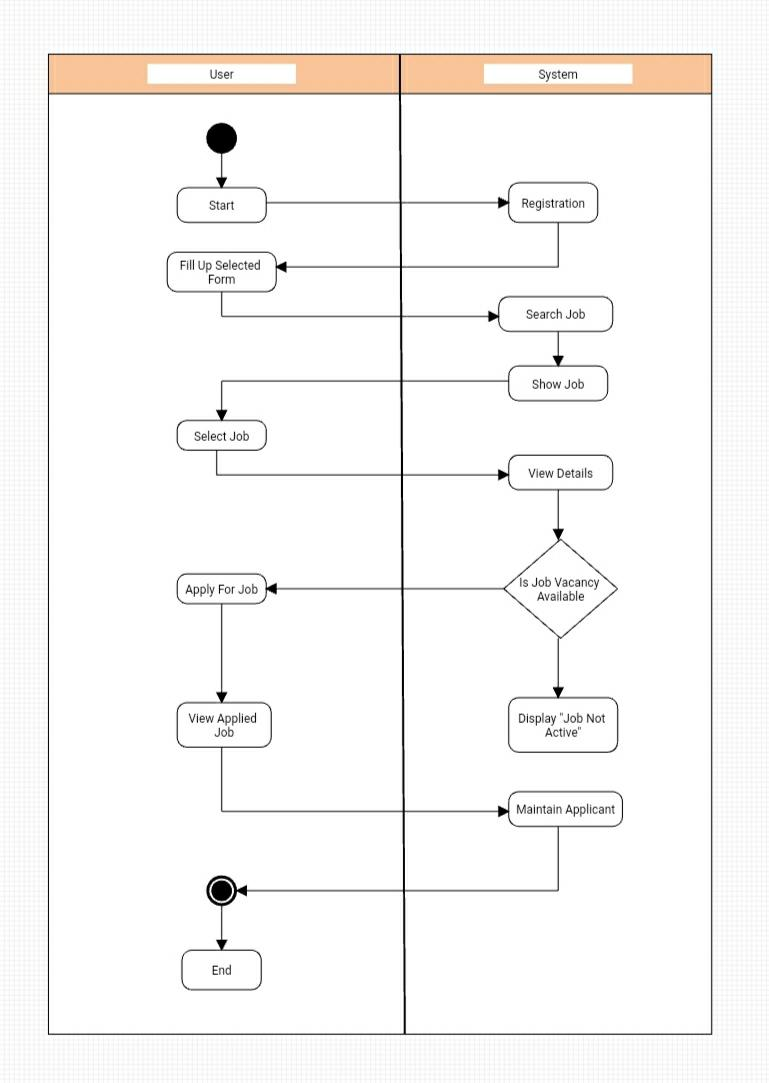 User
System
Start
Registration
Fill Up Selected
Form
Search Job
Show Job
Select Job
View Details
Is Job Vacancy
Available
Apply For Job
View Applied
Job
Display "Job Not
Active"
Maintain Applicant
End